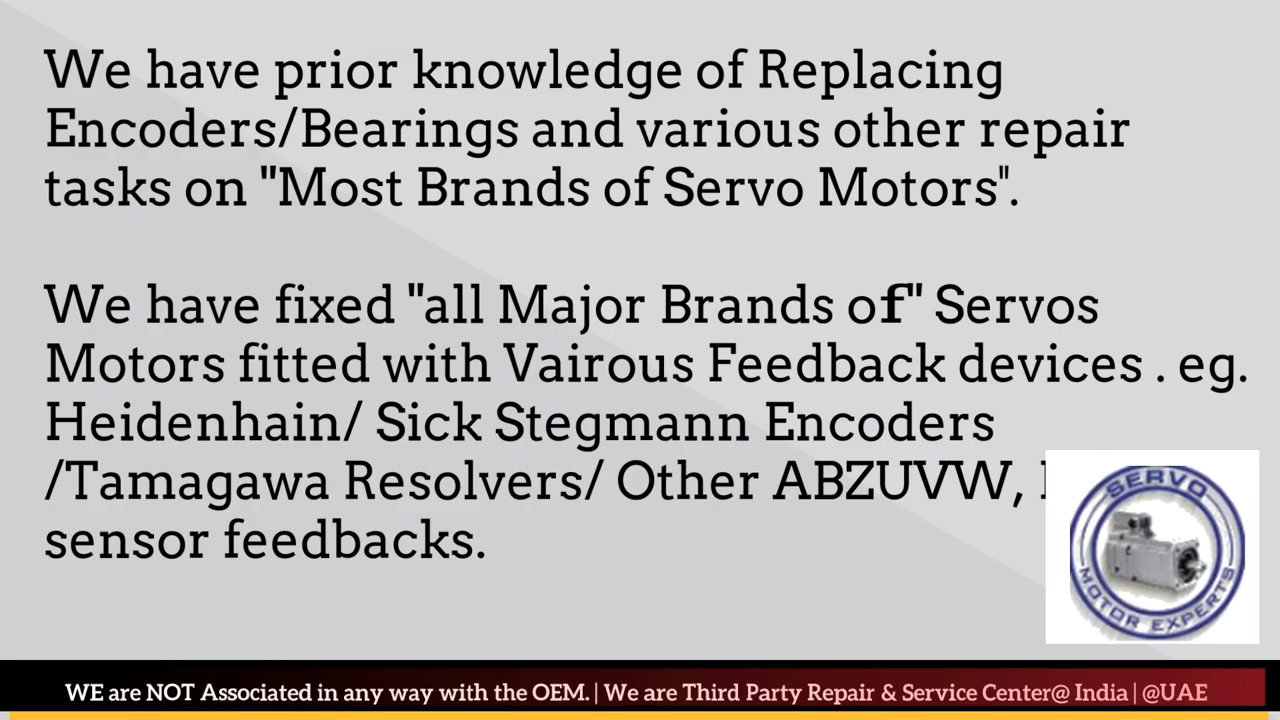 We have prior knowledge of Replacing
Encoders/Bearings and various other repair
tasks on "Most Brands of Servo Motors".
We have fixed "all Major Brands of" Servos
Motors fitted with Vairous Feedback devices . eg.
Heidenhain/ Sick Stegmann Encoders
/Tamagawa Resolvers/ Other ABZUVW,
sensor feedbacks.
SERVO
MOTOR EXPERTS
WE are NOT Associated in any way with the OEM. | We are Third Party Repair & Service Center@ India | @UAE